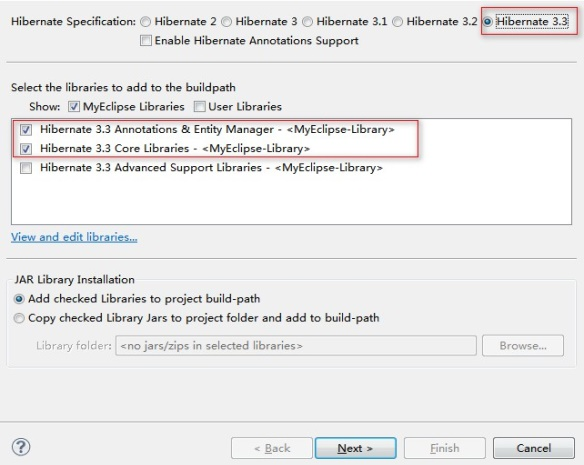 Hibernate Specification: Hibernate 2 Hibernate 3 Hibernate 3.1 Hibernate 3.2 Hibernate 3.3
Enable Hibernate Annotations Support
Select the libraries to add to the buildpath
Show: MyEclipse Libraries User Libraries
Hibernate 3.3 Annotations & Entity Manager - <MyEclipse-Library>
Hibernate 3.3 Core Libraries - <MyEclipse-Library>
Hibernate 3.3 Advanced Support Libraries - <MyEclipse-Library>
View and edit libraries...
JAR Library Installation
Add checked Libraries to project build-path
Copy checked Library Jars to project folder and add to build-path
Library folder: <no jars/zips in selected libraries> Browse...
? < Back Next > Finish Cancel